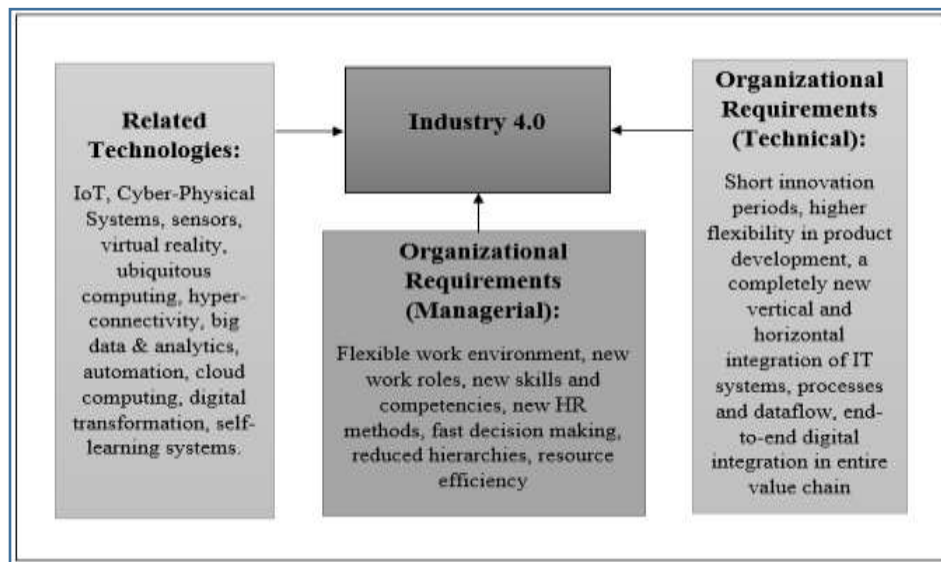 Related
Technologies:
IoT, Cyber-Physical
Systems, sensors,
virtual reality,
ubiquitous
computing, hyper-
connectivity, big
data & analytics,
automation, cloud
computing, digital
transformation, self-
learning systems.
Industry 4.0
Organizational
Requirements
(Managerial):
Flexible work environment, new
work roles, new skills and
competencies, new HR
methods, fast decision making,
reduced hierarchies, resource
efficiency
Organizational
Requirements
(Technical):
Short innovation
periods, higher
flexibility in product
development, a
completely new
vertical and
horizontal
integration of IT
systems, processes
and dataflow, end-
to-end digital
integration in entire
value chain